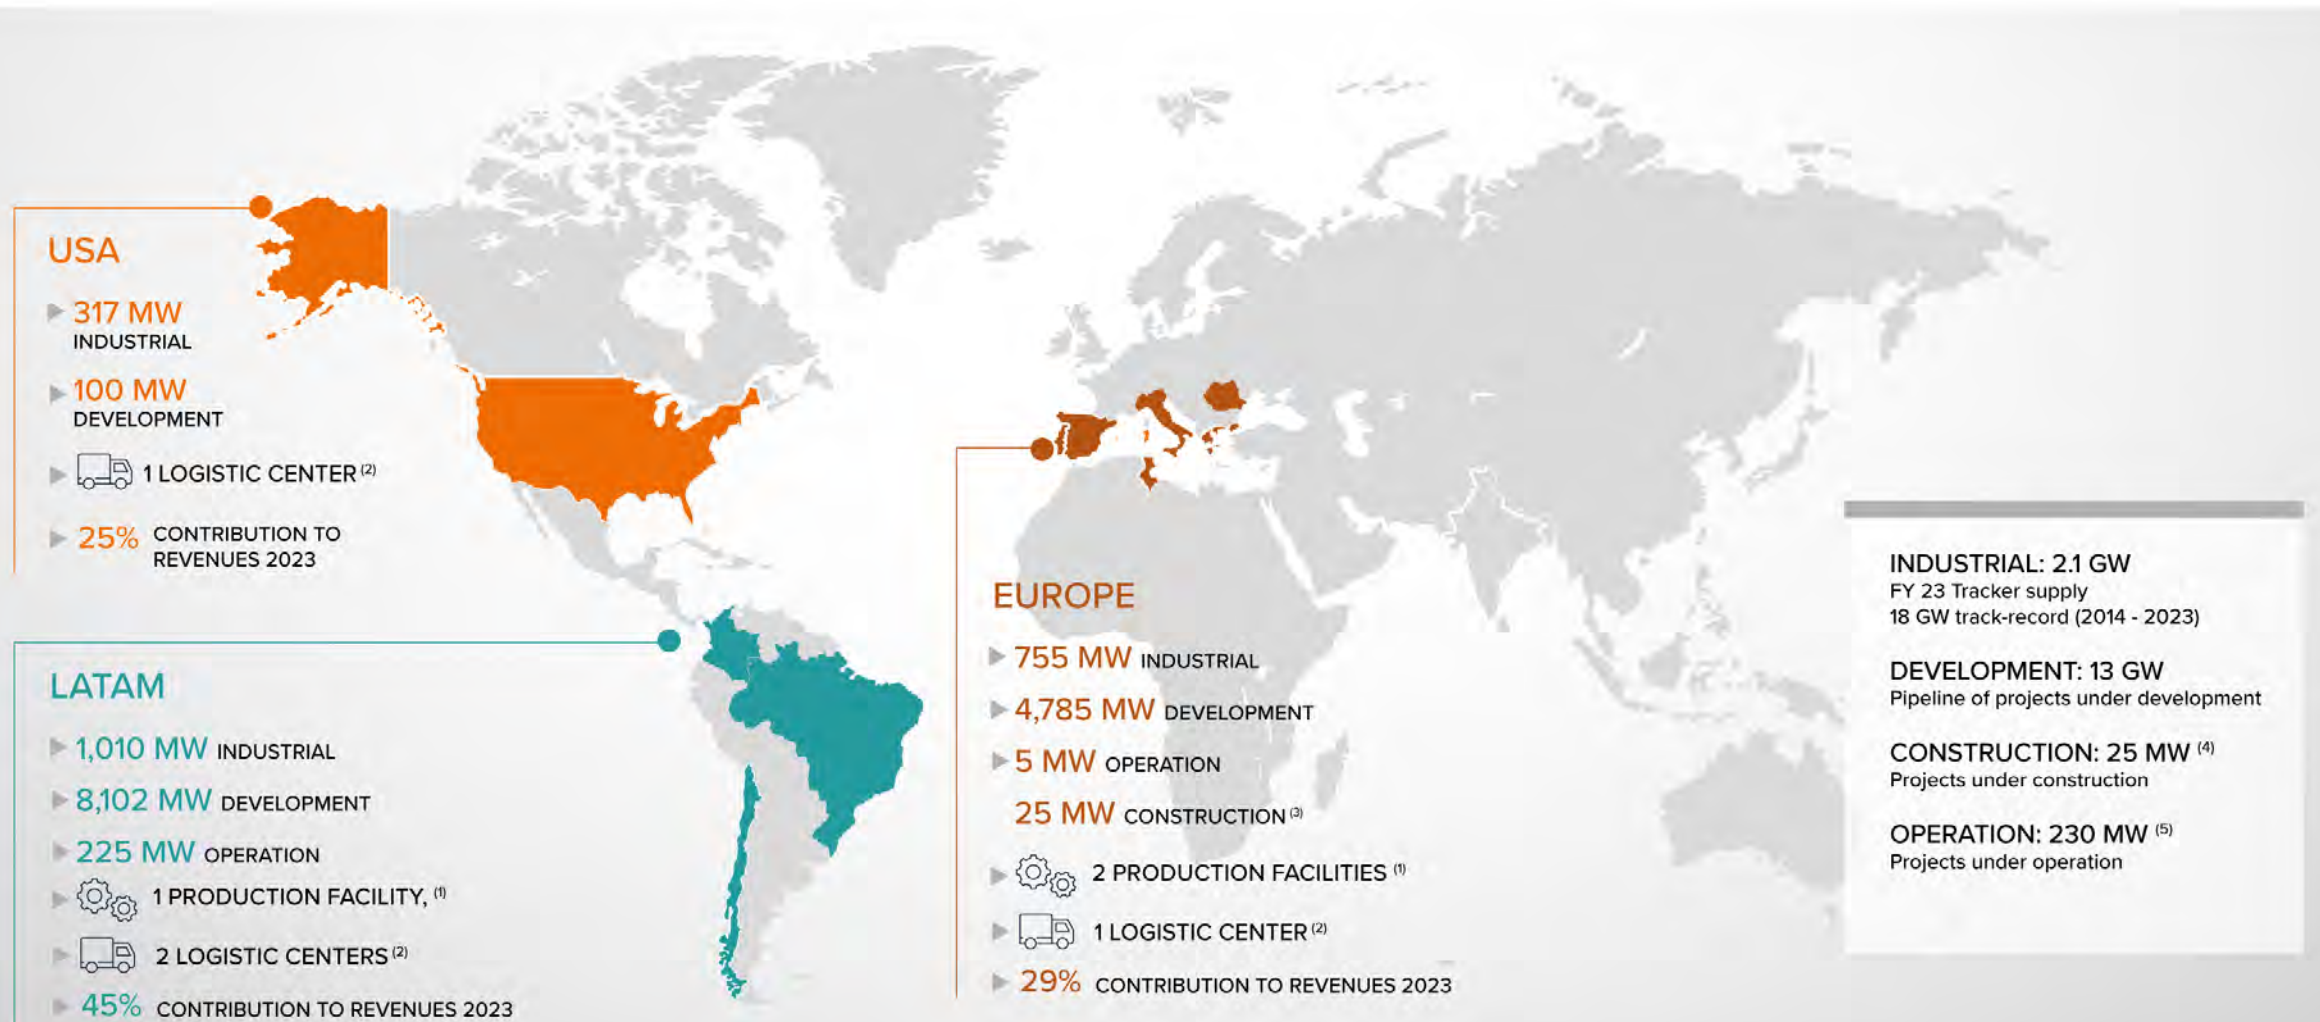 USA
317 MW
INDUSTRIAL
100 MW
DEVELOPMENT
1 LOGISTIC CENTER (2)
25% CONTRIBUTION TO
REVENUES 2023
LATAM
1,010 MW INDUSTRIAL
8,102 MW DEVELOPMENT
225 MW OPERATION
1 PRODUCTION FACILITY, (1)
2 LOGISTIC CENTERS (2)
45% CONTRIBUTION TO REVENUES 2023
EUROPE
755 MW INDUSTRIAL
4,785 MW DEVELOPMENT
5 MW OPERATION
25 MW CONSTRUCTION (3)
2 PRODUCTION FACILITIES (1)
1 LOGISTIC CENTER (2)
29% CONTRIBUTION TO REVENUES 2023
INDUSTRIAL: 2.1 GW
FY 23 Tracker supply
18 GW track-record (2014 - 2023)
DEVELOPMENT: 13 GW
Pipeline of projects under development
CONSTRUCTION: 25 MW (4)
Projects under construction
OPERATION: 230 MW (5)
Projects under operation